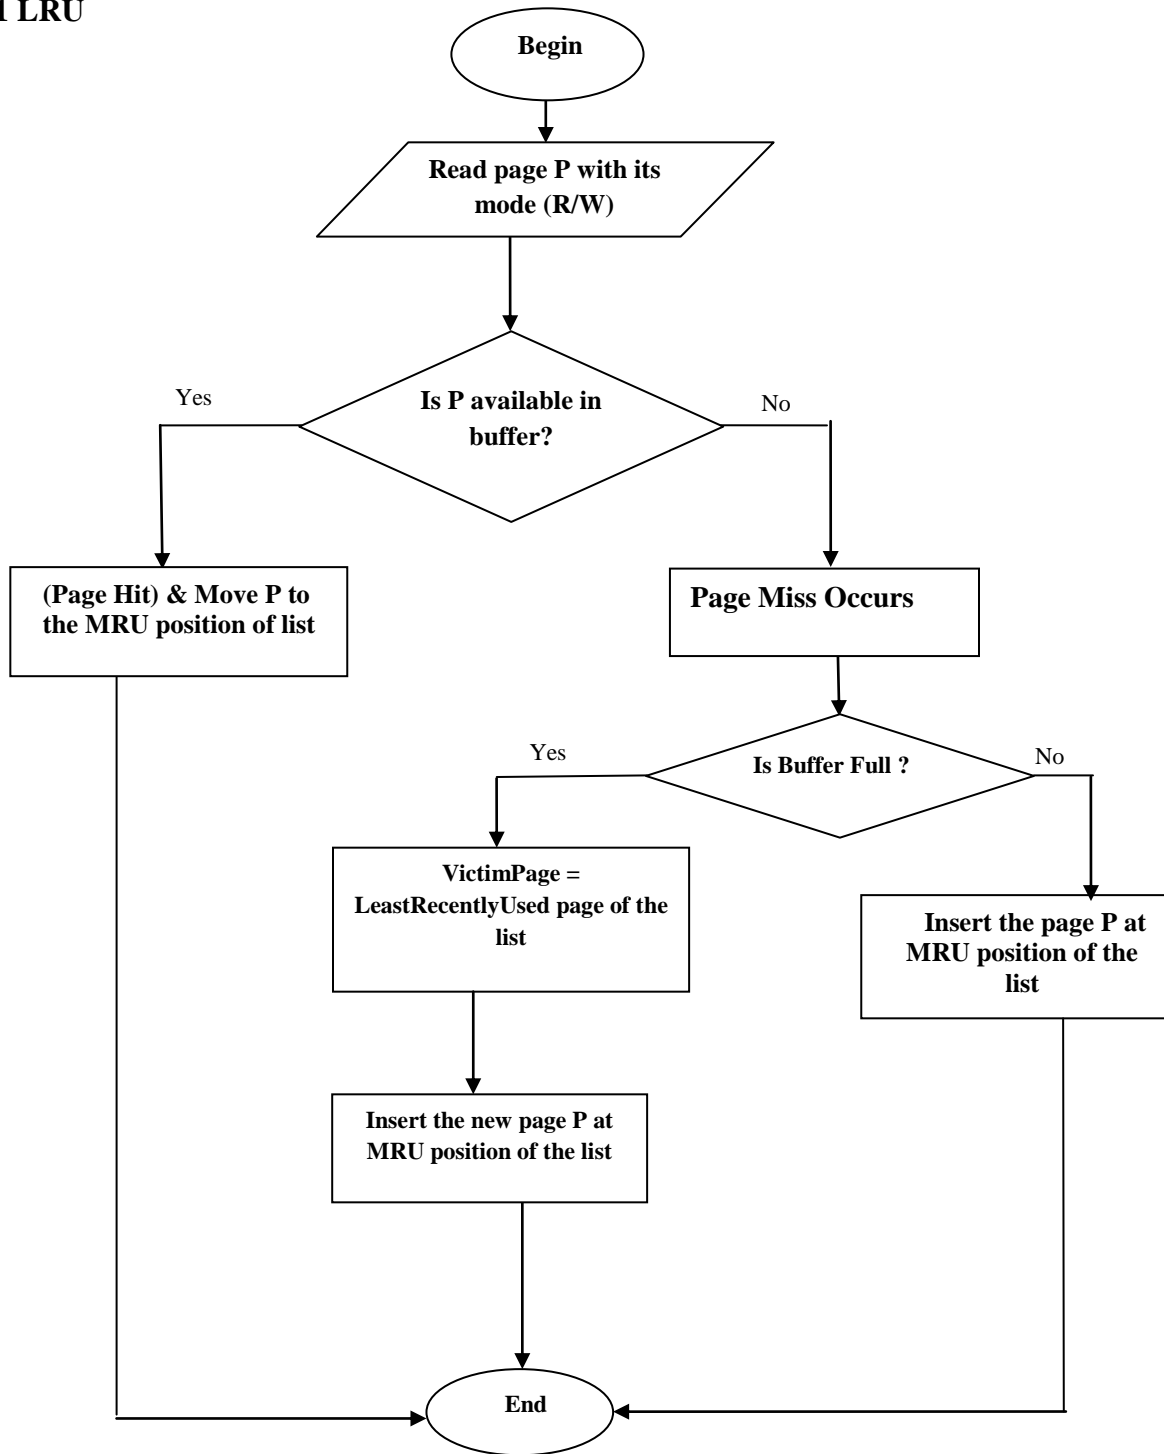 LRU
Begin
Read page P with its
mode (R/W)
Yes
Is P available in
buffer?
No
(Page Hit) & Move P to
the MRU position of list
Page Miss Occurs
Yes
Is Buffer Full ?
No
VictimPage =
LeastRecentlyUsed page of the
list
Insert the page P at
MRU position of the
list
Insert the new page P at
MRU position of the list
End